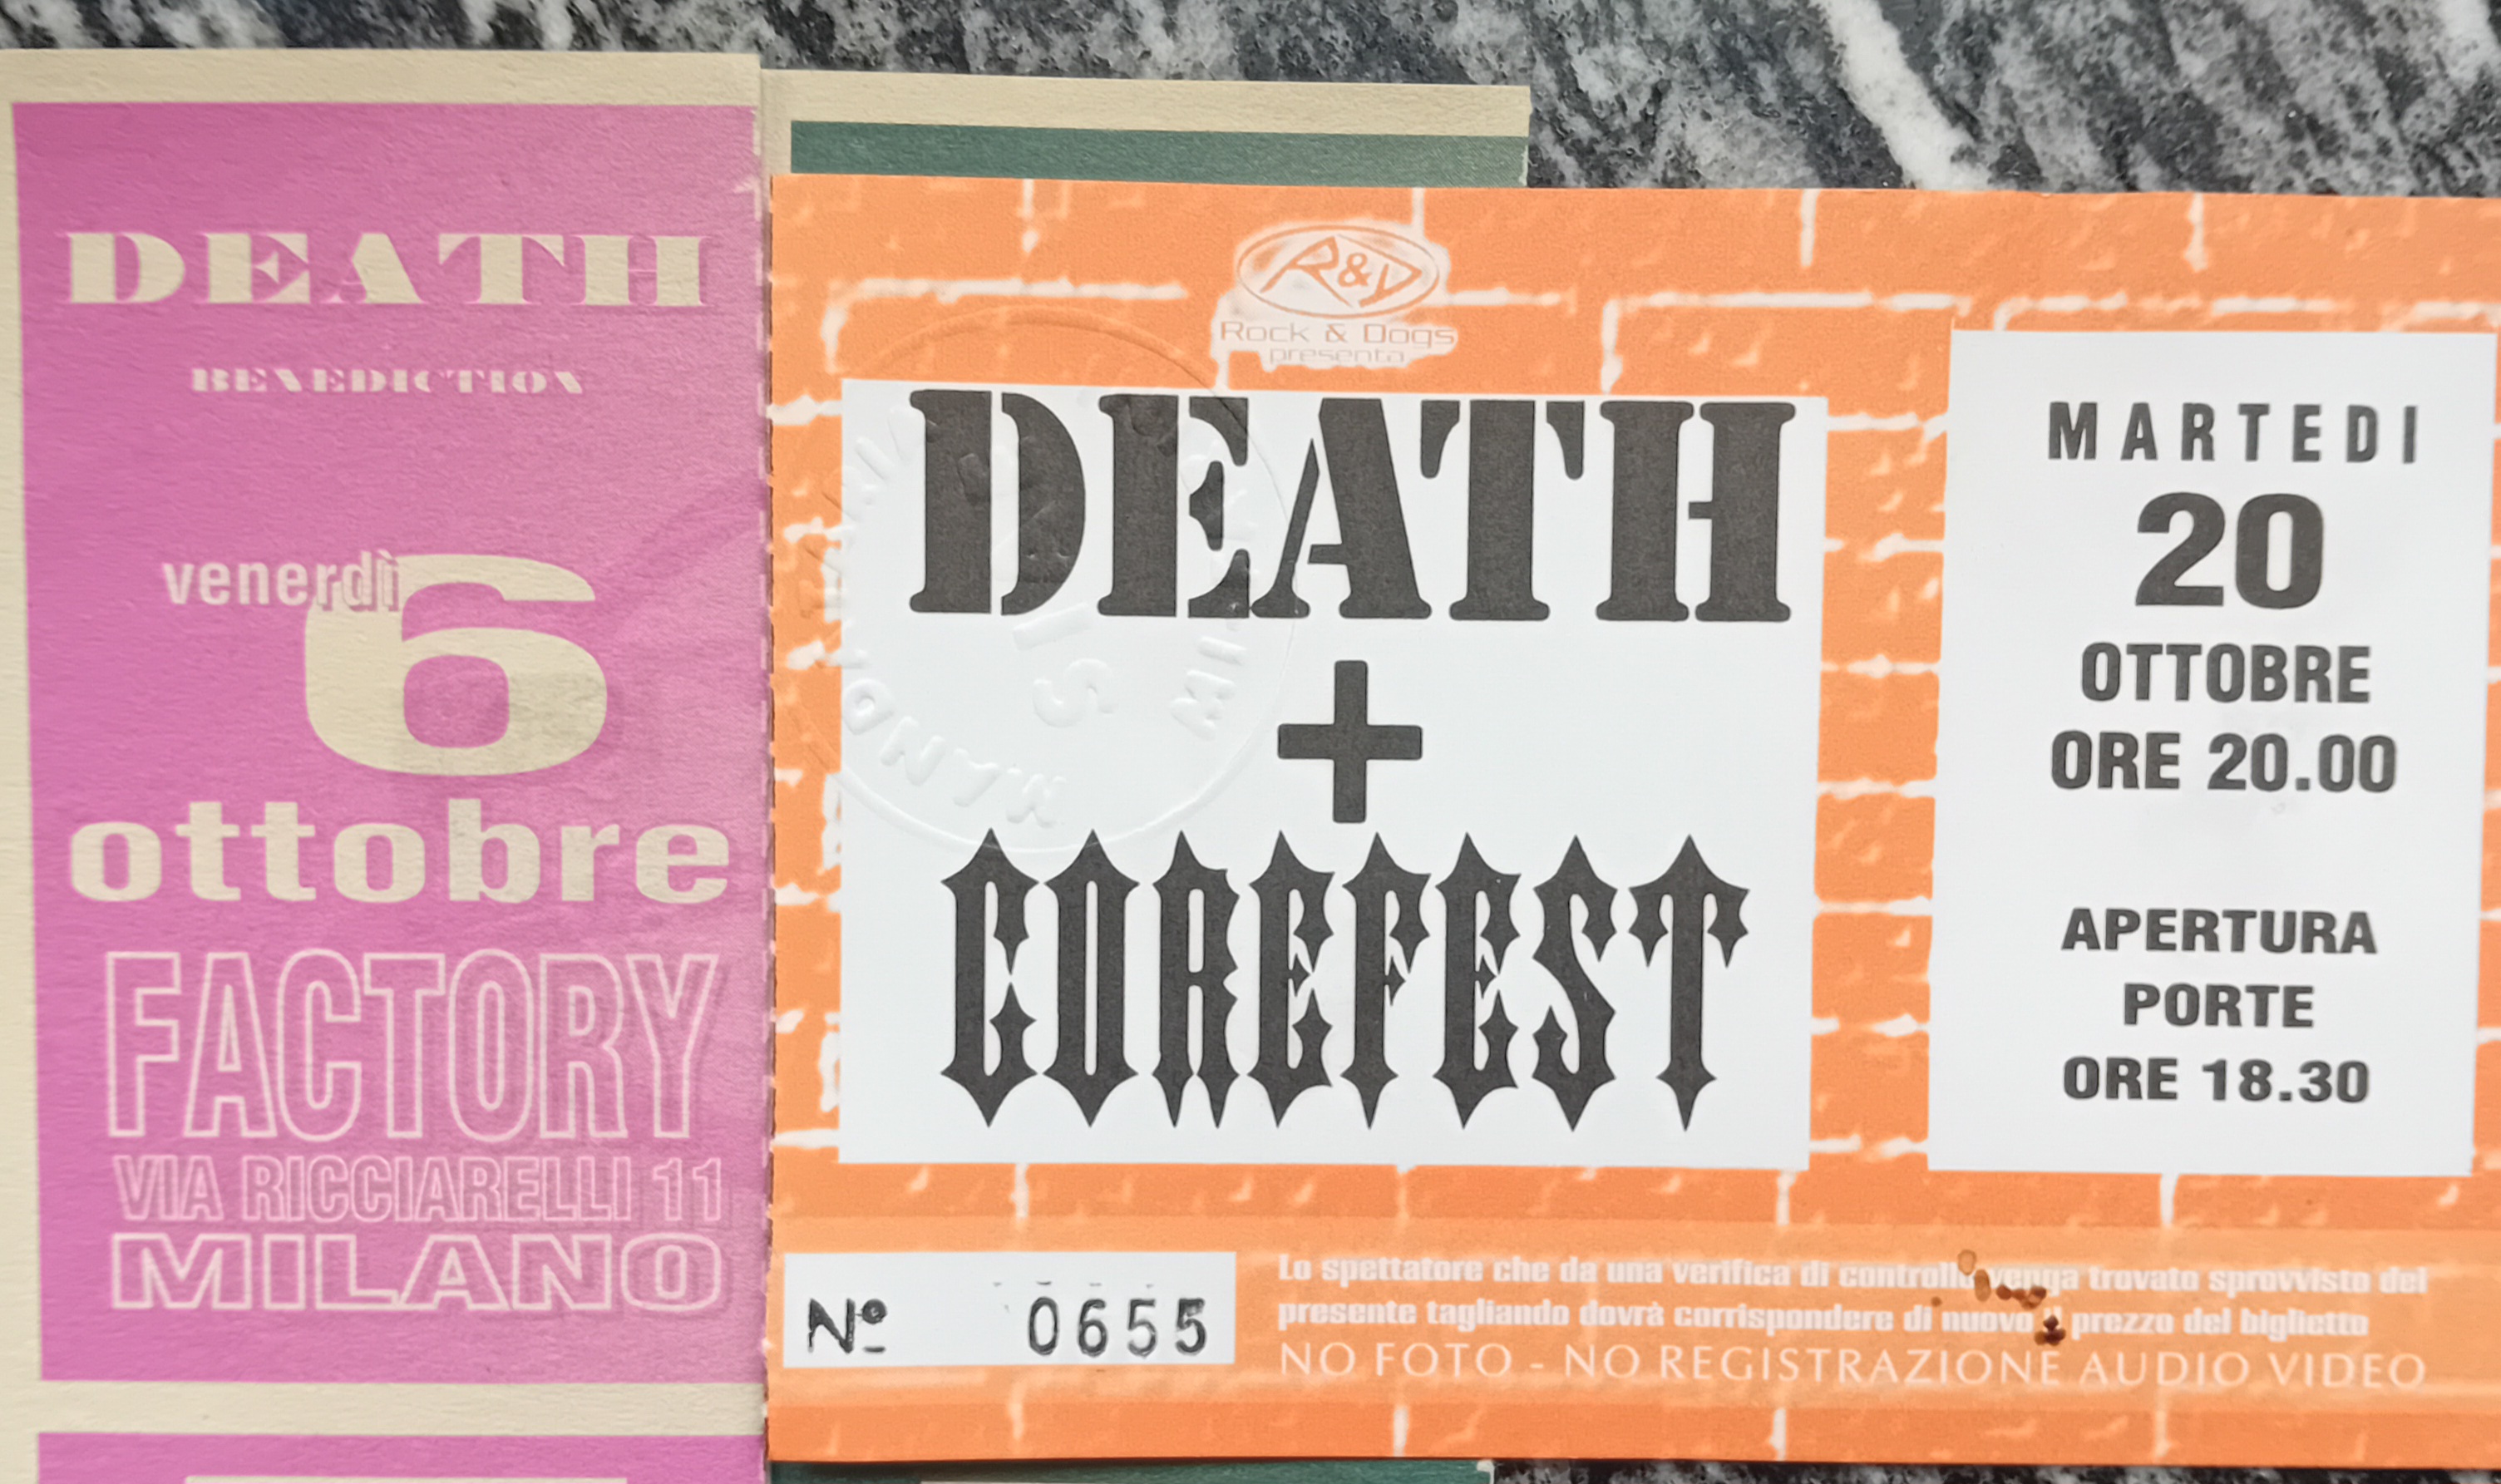 DEATH
BENEDICTION
venerdì
6
ottobre
FACTORY
VIA RICCIARELLI 11
MILANO
R&D
Rock & Dogs
presenta
DEATH
+
COREFEST
MARTEDI
20
OTTOBRE
ORE 20.00
APERTURA
PORTE
ORE 18.30
Nº 0655
Lo spettatore che da una verifica di controllo venga trovato sprovvisto del
presente tagliando dovrà corrispondere di nuovo il prezzo del biglietto
NO FOTO - NO REGISTRAZIONE AUDIO VIDEO